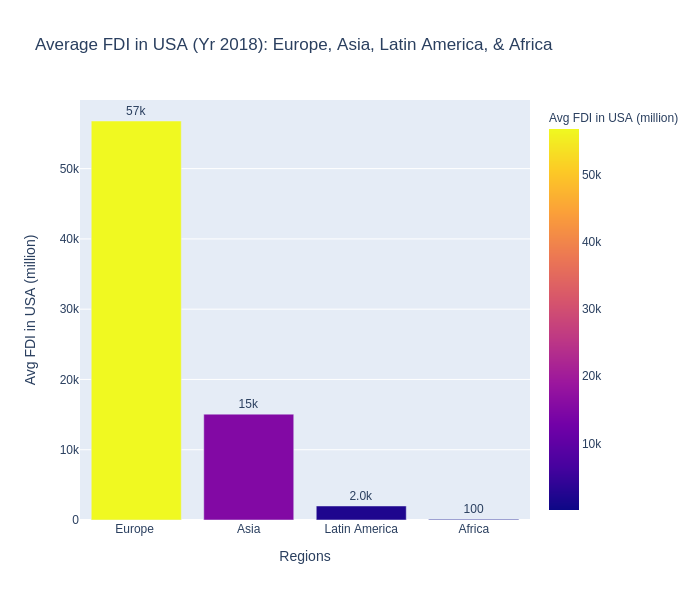 Average FDI in USA (Yr 2018): Europe, Asia, Latin America, & Africa
Avg FDI in USA (million)
50k
40k
30k
20k
10k
0
57k
15k
2.0k
100
Europe
Asia
Latin America
Africa
Regions
Avg FDI in USA (million)
50k
40k
30k
20k
10k